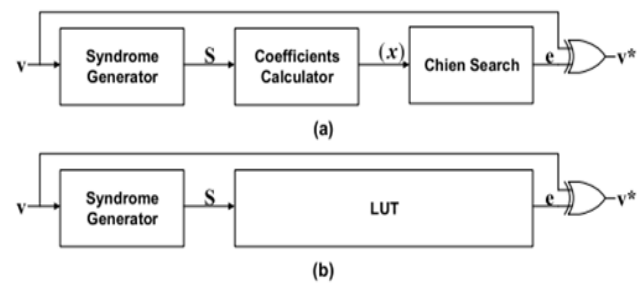 v Syndrome Generator S Coefficients Calculator (x) Chien Search e v*
(a)
v Syndrome Generator S LUT e v*
(b)